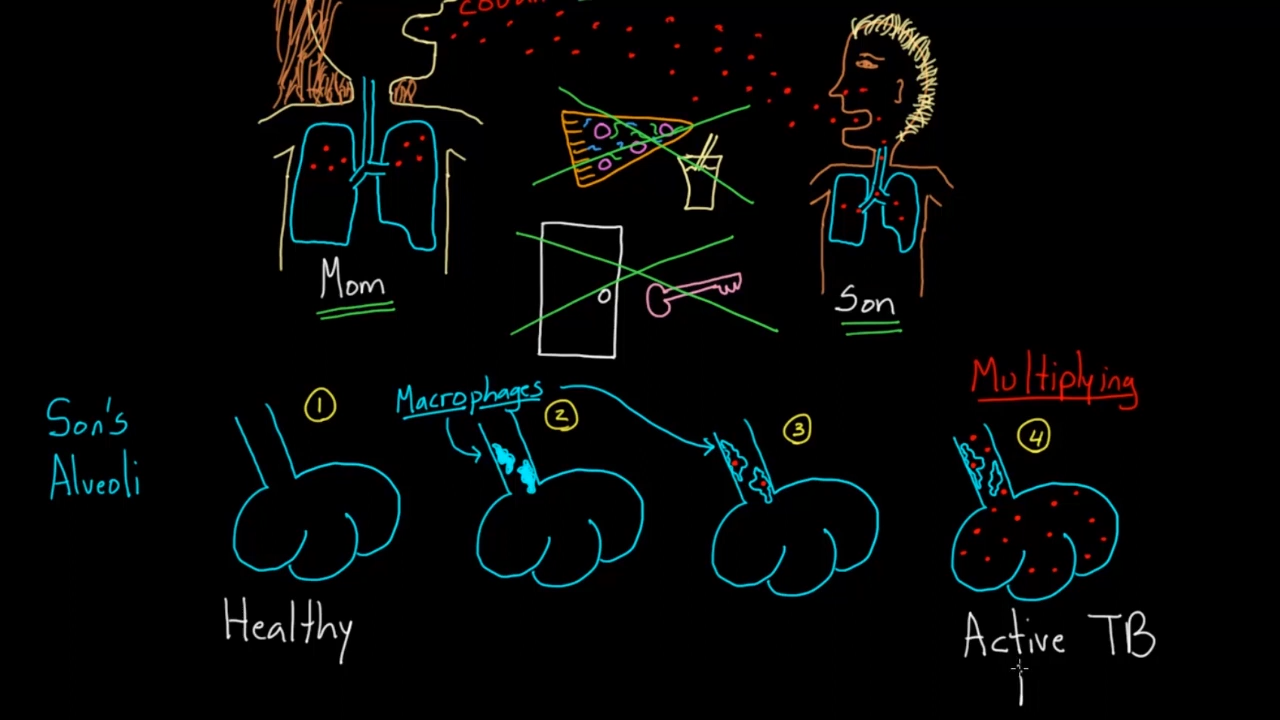 Mom
Son
Son's
Alveoli
1
Macrophages
2
3
Multiplying
4
Healthy
Active TB